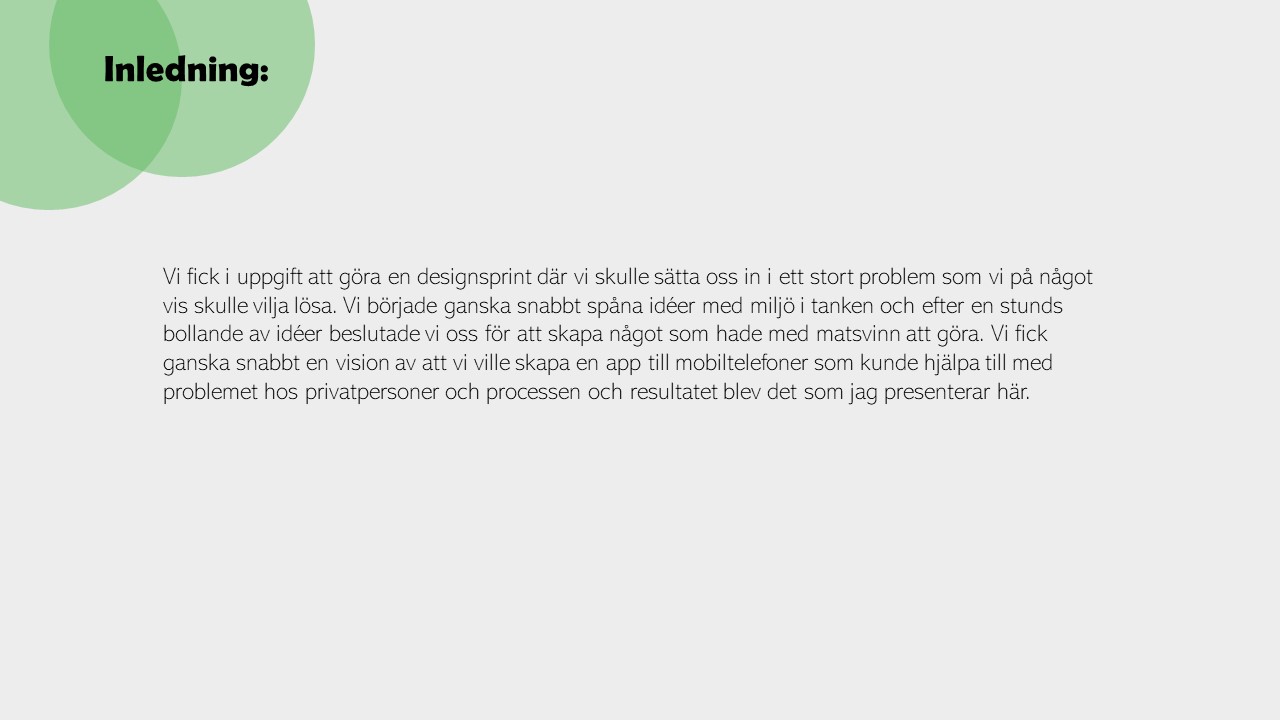 Inledning:
Vi fick i uppgift att göra en designsprint där vi skulle sätta oss in i ett stort problem som vi på något
vis skulle vilja lösa. Vi började ganska snabbt spåna idéer med miljö i tanken och efter en stunds
bollande av idéer beslutade vi oss för att skapa något som hade med matsvinn att göra. Vi fick
ganska snabbt en vision av att vi ville skapa en app till mobiltelefoner som kunde hjälpa till med
problemet hos privatpersoner och processen och resultatet blev det som jag presenterar här.